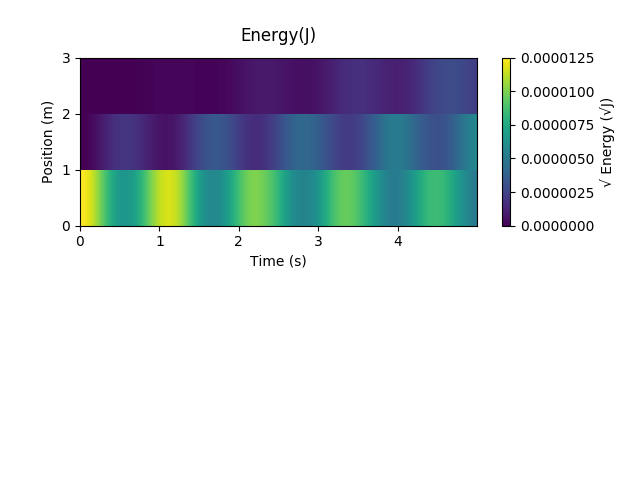 Energy(J)
Position (m)
3
2
1
0
0 1 2 3 4
Time (s)
0.0000125
0.0000100
0.0000075
0.0000050
0.0000025
0.0000000
√ Energy (√J)